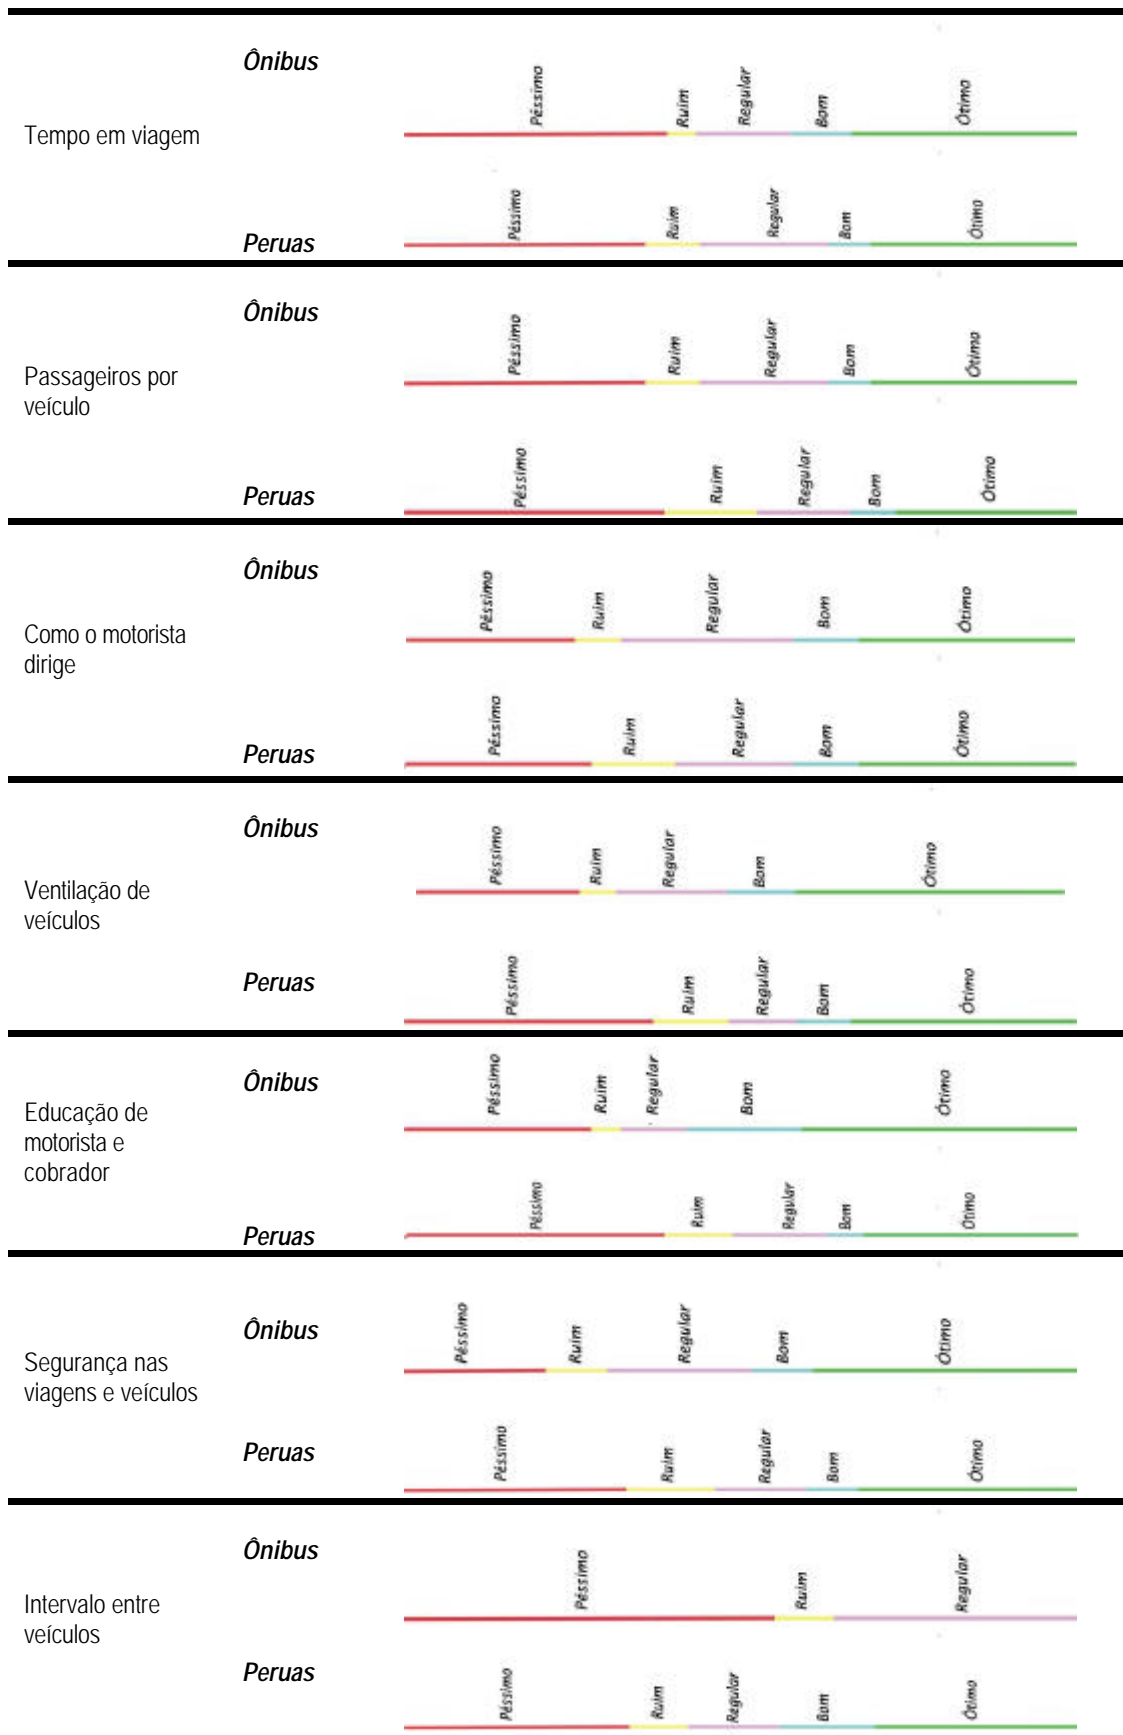 Ônibus
Péssimo Ruim Regular Bom Ótimo
Tempo em viagem
Péssimo Ruim Regular Bom Ótimo
Peruas
Ônibus
Péssimo Ruim Regular Bom Ótimo
Passageiros por
veículo
Péssimo Ruim Regular Bom Ótimo
Peruas
Ônibus
Péssimo Ruim Regular Bom Ótimo
Como o motorista
dirige
Péssimo Ruim Regular Bom Ótimo
Peruas
Ônibus
Péssimo Ruim Regular Bom Ótimo
Ventilação de
veículos
Peruas
Péssimo Ruim Regular Bom Ótimo
Ônibus
Péssimo Ruim Regular Bom Ótimo
Educação de
motorista e
cobrador
Péssimo Ruim Regular Bom Ótimo
Peruas
Ônibus
Péssimo Ruim Regular Bom Ótimo
Segurança nas
viagens e veículos
Peruas
Péssimo Ruim Regular Bom Ótimo
Ônibus
Péssimo Ruim Regular
Intervalo entre
veículos
Peruas
Péssimo Ruim Regular Bom Ótimo